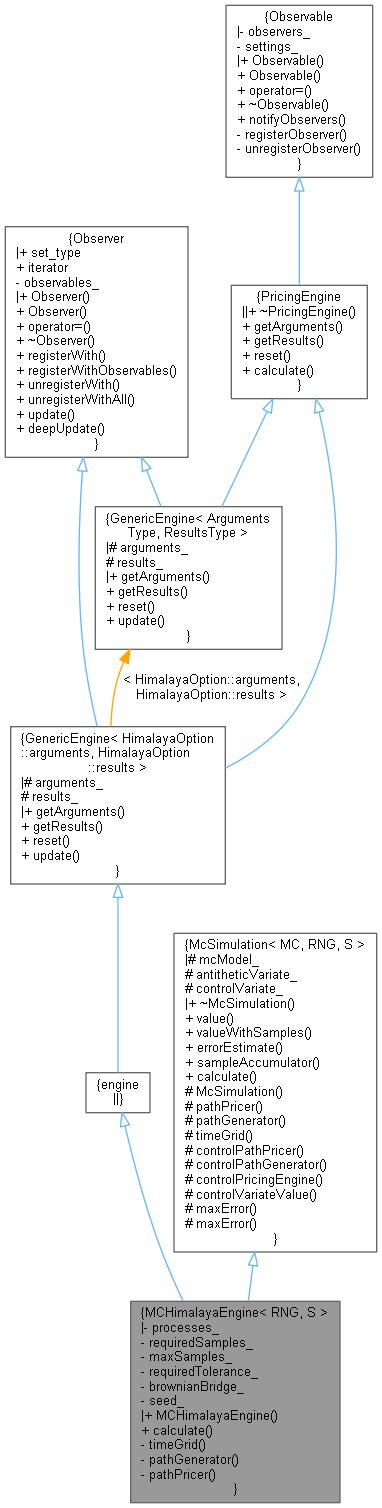 {Observable
|- observers_
- settings_
|+ Observable()
+ Observable()
+ operator=()
+ ~Observable()
+ notifyObservers()
- registerObserver()
- unregisterObserver()
}
{Observer
|+ set_type
+ iterator
- observables_
|+ Observer()
+ Observer()
+ operator=()
+ ~Observer()
+ registerWith()
+ registerWithObservables()
+ unregisterWith()
+ unregisterWithAll()
+ update()
+ deepUpdate()
}
{PricingEngine
||+ ~PricingEngine()
+ getArguments()
+ getResults()
+ reset()
+ calculate()
}
{GenericEngine< Arguments
Type, ResultsType >
|# arguments_
# results_
|+ getArguments()
+ getResults()
+ reset()
+ update()
}
< HimalayaOption::arguments,
HimalayaOption::results >
{GenericEngine< HimalayaOption
::arguments, HimalayaOption
::results >
|# arguments_
# results_
|+ getArguments()
+ getResults()
+ reset()
+ update()
}
{McSimulation< MC, RNG, S >
|# mcModel_
# antitheticVariate_
# controlVariate_
|+ ~McSimulation()
+ value()
+ valueWithSamples()
+ errorEstimate()
+ sampleAccumulator()
+ calculate()
# McSimulation()
# pathPricer()
# pathGenerator()
# timeGrid()
# controlPathPricer()
# controlPathGenerator()
# controlPricingEngine()
# controlVariateValue()
# maxError()
# maxError()
}
{engine
||}
{MCHimalayaEngine< RNG, S >
|- processes_
- requiredSamples_
- maxSamples_
- requiredTolerance_
- brownianBridge_
- seed_
|+ MCHimalayaEngine()
+ calculate()
- timeGrid()
- pathGenerator()
- pathPricer()
}